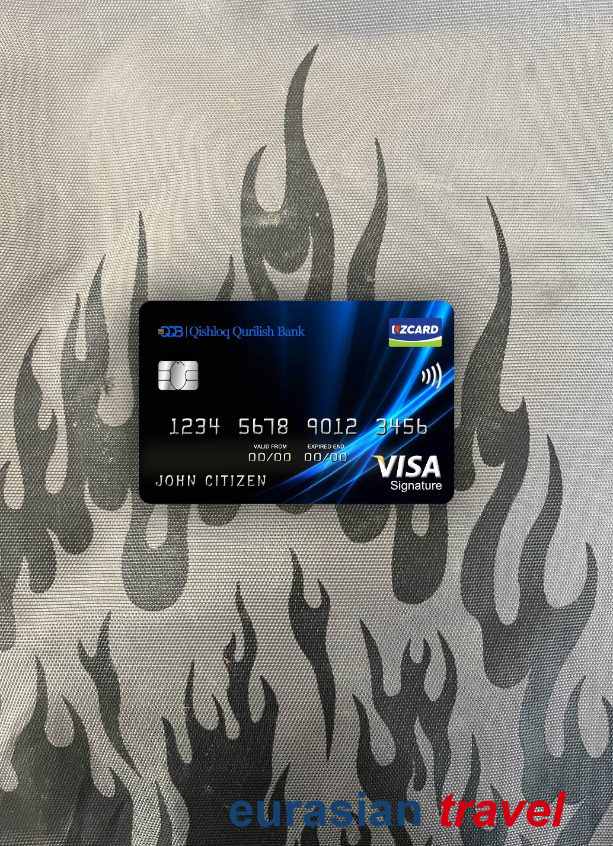 QQB | Qishloq Qurilish Bank
UZCARD
1234 5678 9012 3456
VALID FROM EXPIRED END
00/00 00/00
VISA
JOHN CITIZEN
Signature
eurasian travel